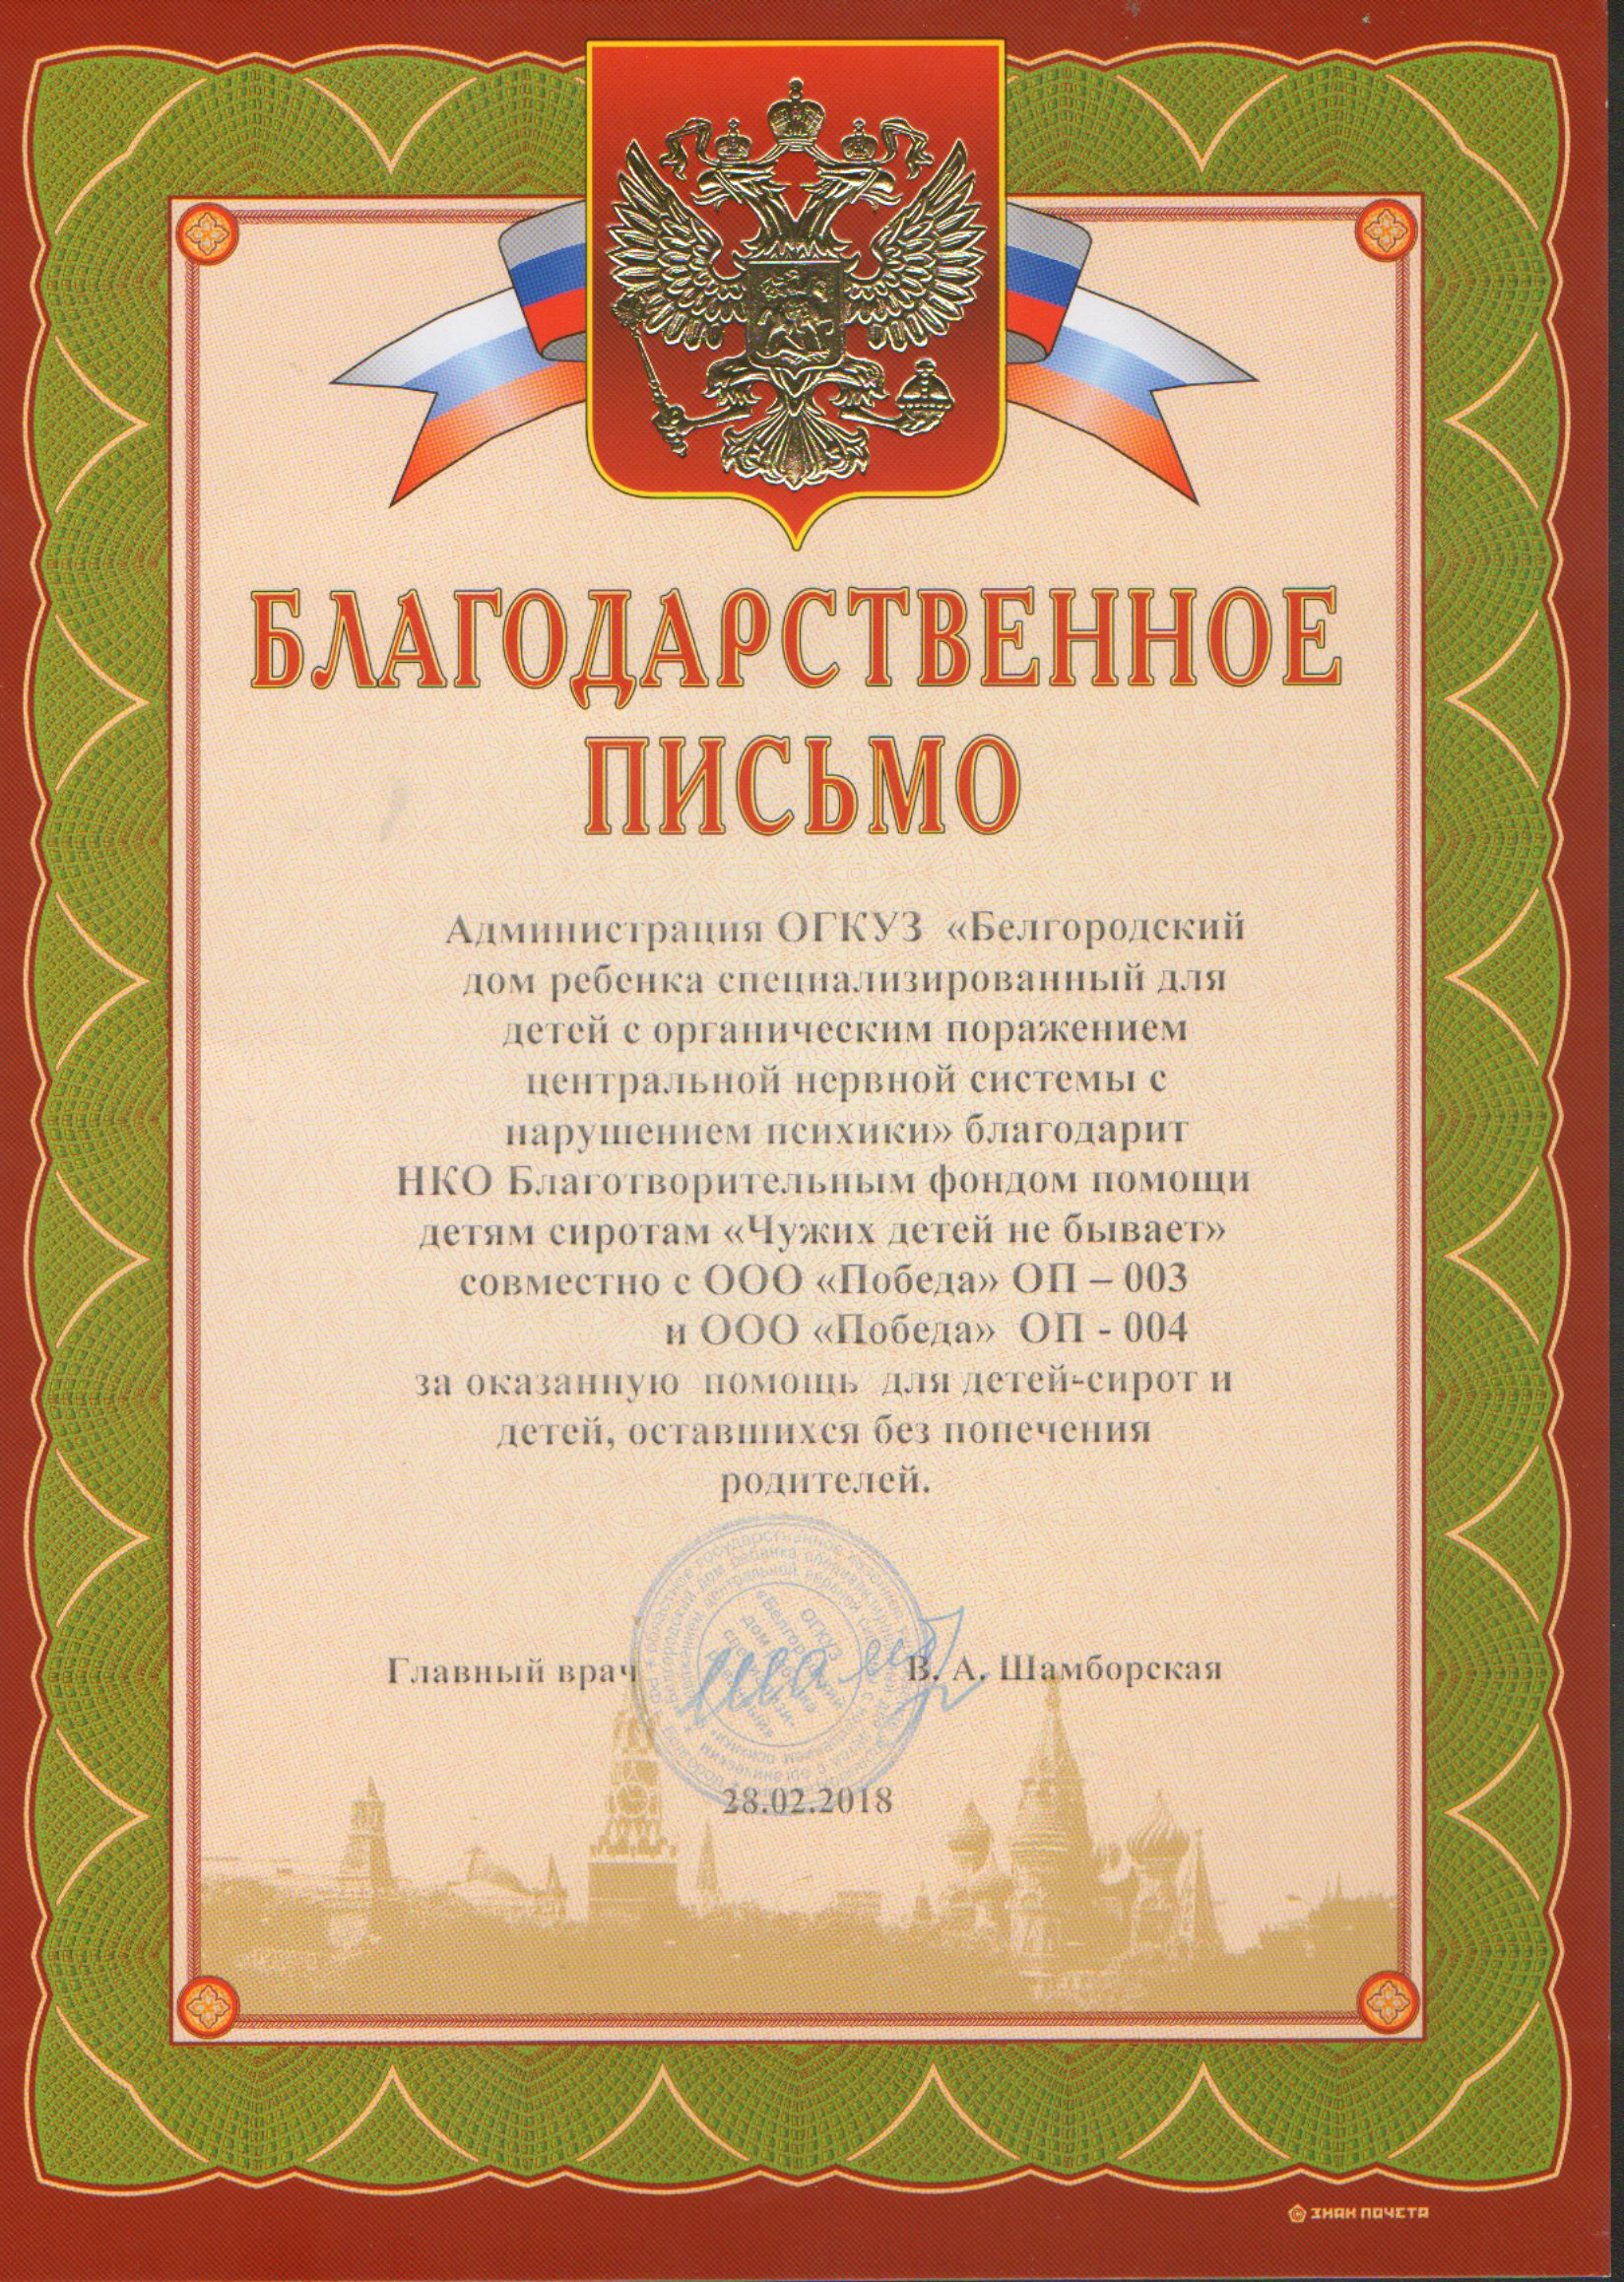 БЛАГОДАРСТВЕННОЕ
ПИСЬМО
Администрация ОГКУЗ «Белгородский
дом ребенка специализированный для
детей с органическим поражением
центральной нервной системы с
нарушением психики» благодарит
НКО Благотворительным фондом помощи
детям сиротам «Чужих детей не бывает»
совместно с ООО «Победа» ОП – 003
и ООО «Победа» ОП - 004
за оказанную помощь для детей-сирот и
детей, оставшихся без попечения
родителей.
ОГКУЗ
Главный врач В. А. Шамборская
28.02.2018
ЗНАК ПОЧЕТА